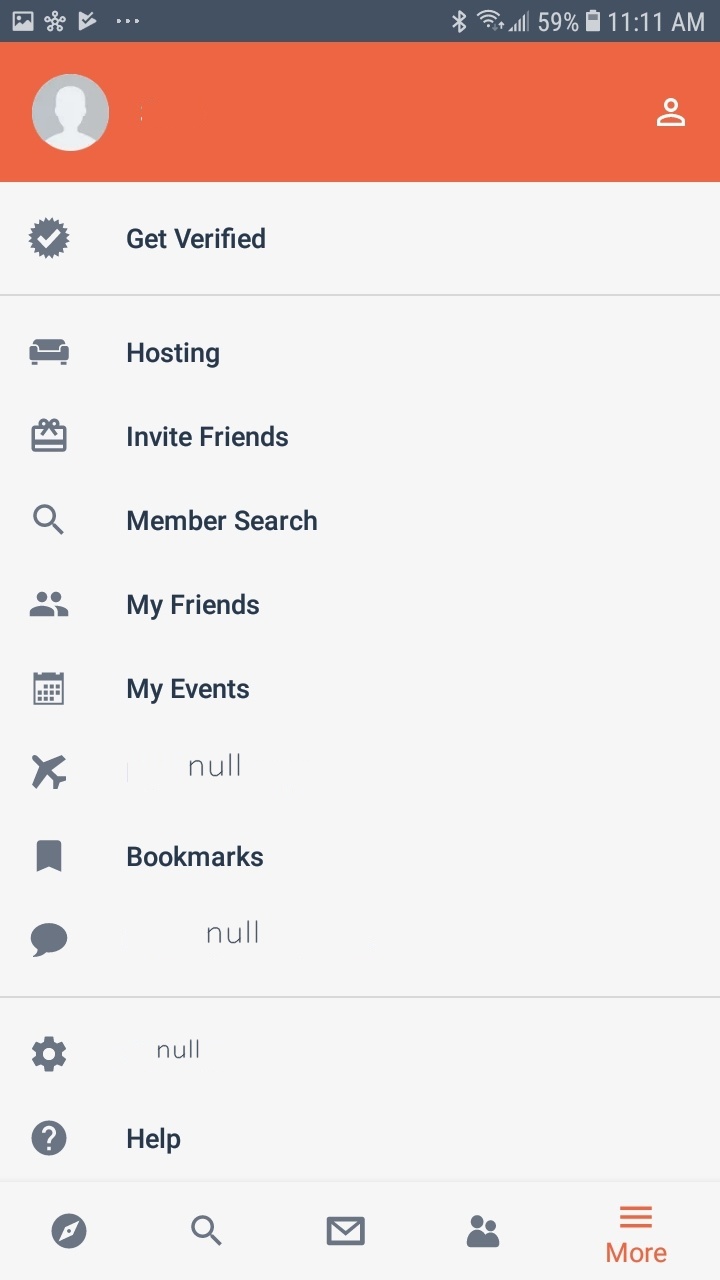 59% 11:11 AM
Get Verified
Hosting
Invite Friends
Member Search
My Friends
My Events
null
Bookmarks
null
null
Help
More